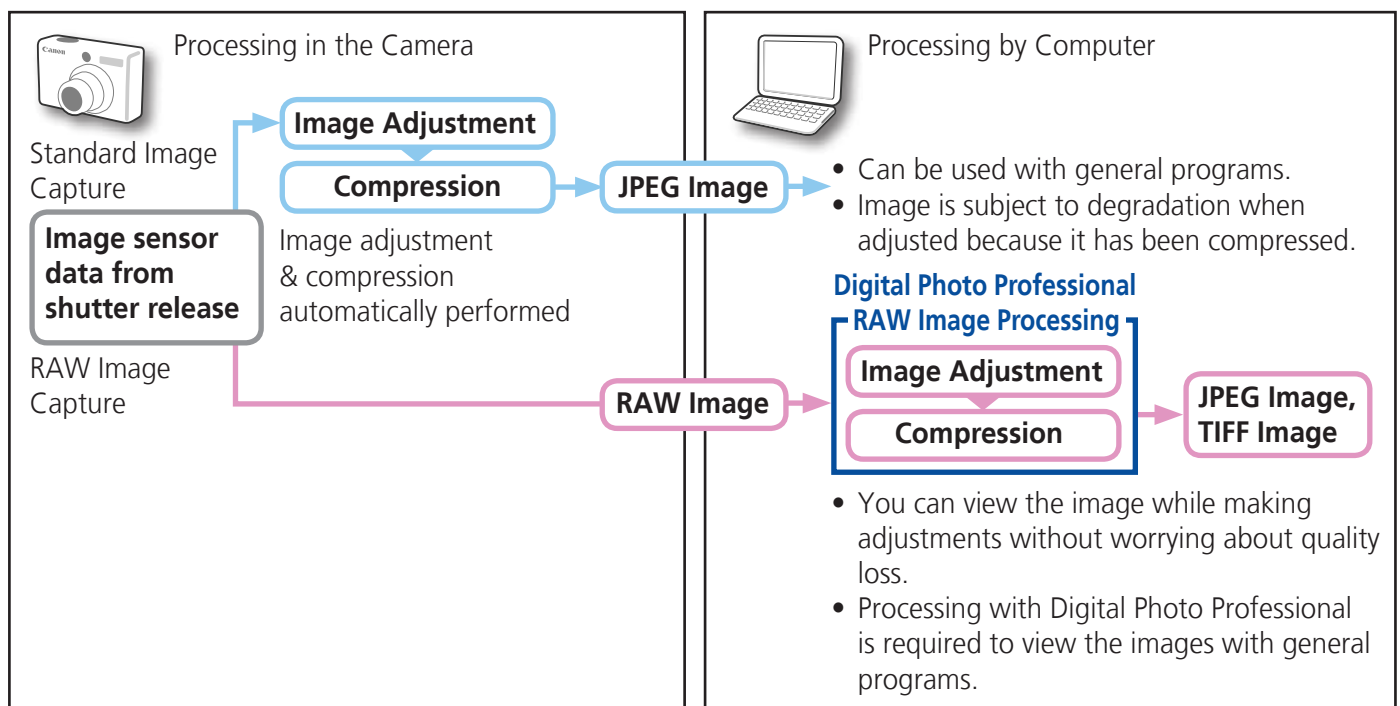 Canon
Processing in the Camera
Standard Image
Capture
Image sensor
data from
shutter release
RAW Image
Capture
Image Adjustment
Compression
Image adjustment
& compression
automatically performed
JPEG Image
RAW Image
Processing by Computer
• Can be used with general programs.
• Image is subject to degradation when
adjusted because it has been compressed.
Digital Photo Professional
RAW Image Processing
Image Adjustment
Compression
JPEG Image,
TIFF Image
• You can view the image while making
adjustments without worrying about quality
loss.
• Processing with Digital Photo Professional
is required to view the images with general
programs.